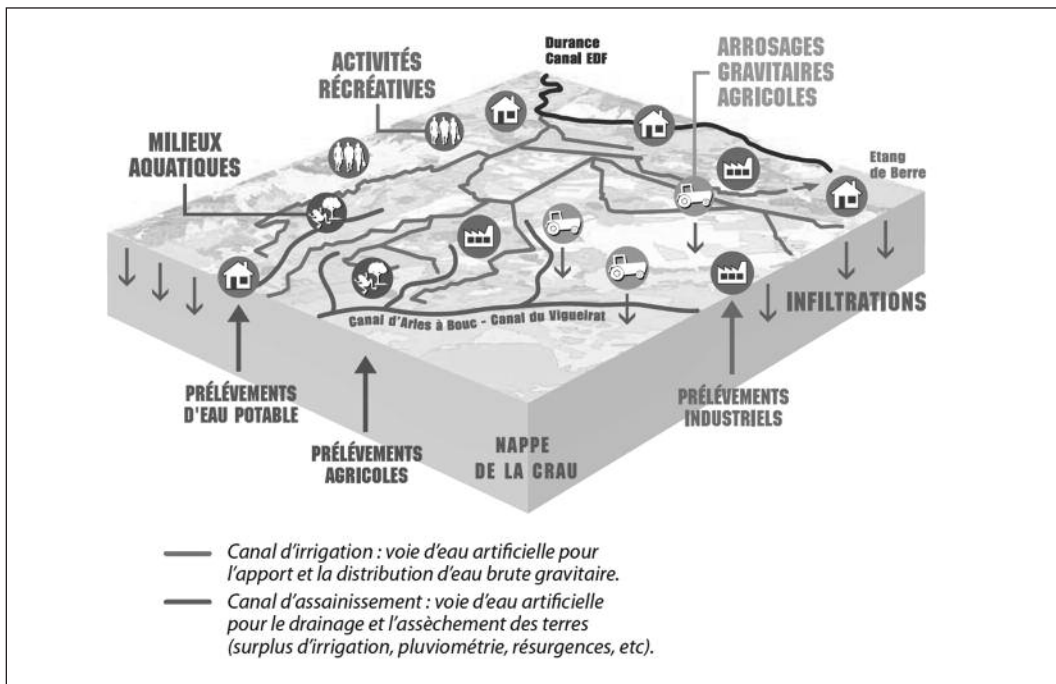 Durance
Canal EDF
ACTIVITÉS
RÉCRÉATIVES
ARROSAGES
GRAVITAIRES
AGRICOLES
MILIEUX
AQUATIQUES
Etang
de Berre
Canal d'Arles à Bouc - Canal du Vigueirat
INFILTRATIONS
PRÉLÉVEMENTS
D'EAU POTABLE
PRÉLÉVEMENTS
AGRICOLES
PRÉLÉVEMENTS
INDUSTRIELS
NAPPE
DE LA CRAU
Canal d'irrigation : voie d'eau artificielle pour
l'apport et la distribution d'eau brute gravitaire.
Canal d'assainissement : voie d'eau artificielle
pour le drainage et l'assèchement des terres
(surplus d'irrigation, pluviométrie, résurgences, etc).